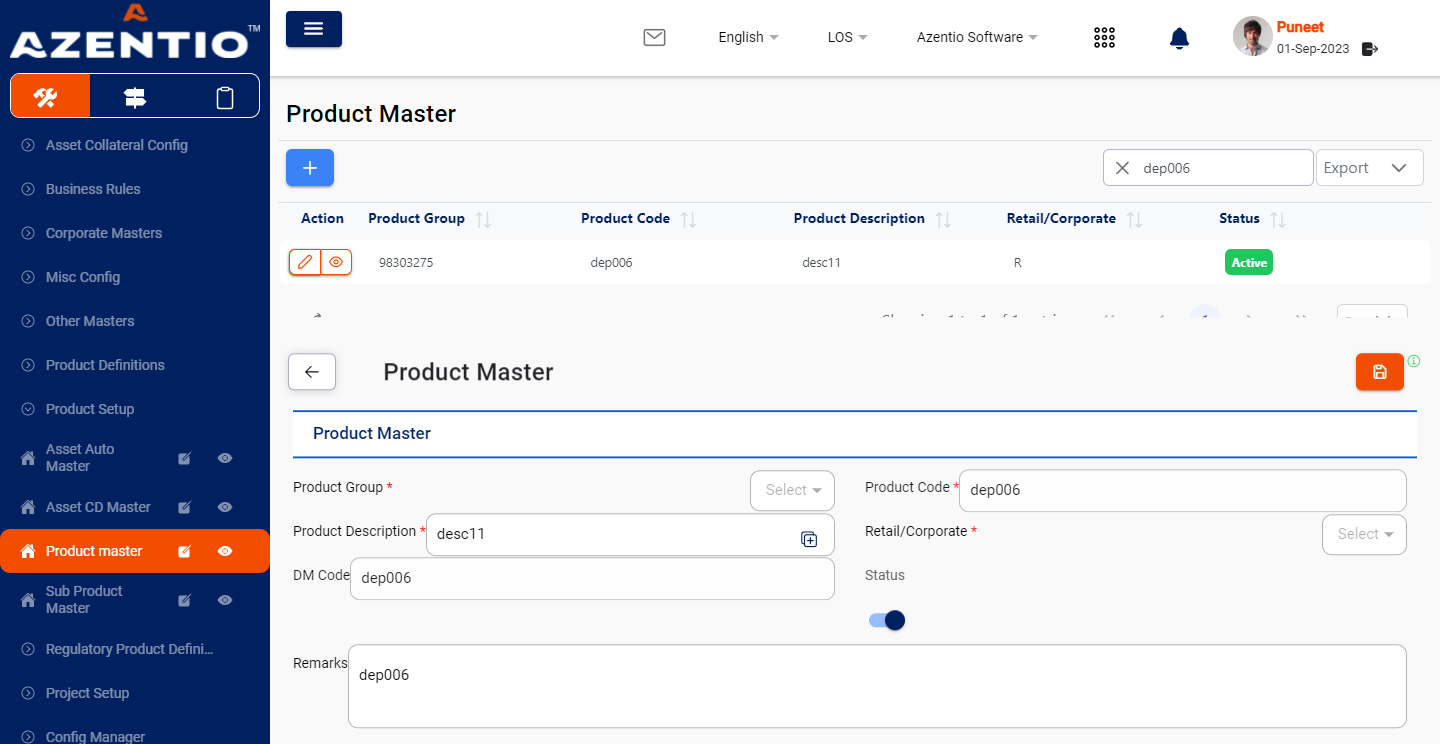 AZENTIO™
English
LOS
Azentio Software
Puneet
01-Sep-2023
Asset Collateral Config
Business Rules
Corporate Masters
Misc Config
Other Masters
Product Definitions
Product Setup
Asset Auto
Master
Asset CD Master
Product master
Sub Product
Master
Regulatory Product Defini...
Project Setup
Config Manager
Product Master
dep006
Export
Action Product Group Product Code Product Description Retail/Corporate Status
98303275 dep006 desc11 R Active
Product Master
Product Master
Product Group * Select
Product Code * dep006
Product Description * desc11
Retail/Corporate * Select
DM Code dep006
Status
Remarks dep006